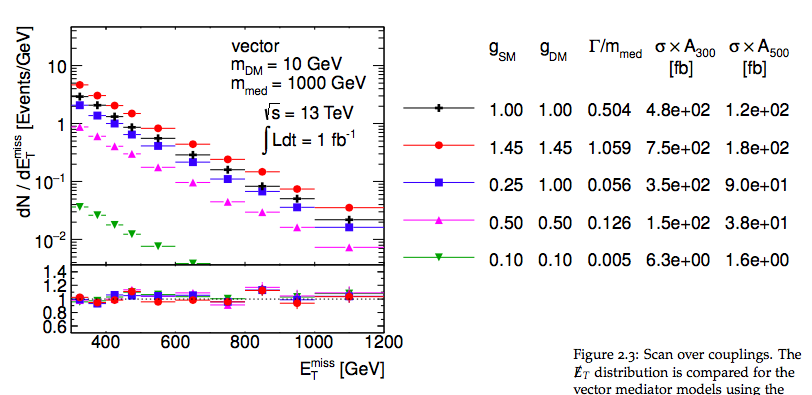 vector
m_DM = 10 GeV
m_med = 1000 GeV
√s = 13 TeV
∫Ldt = 1 fb⁻¹
dN / dE_T^miss [Events/GeV]
10
1
10⁻¹
10⁻²
1.4
1.2
1
0.8
0.6
400 600 800 1000 1200
E_T^miss [GeV]
g_SM g_DM Γ/m_med σ × A_300 [fb] σ × A_500 [fb]
1.00 1.00 0.504 4.8e+02 1.2e+02
1.45 1.45 1.059 7.5e+02 1.8e+02
0.25 1.00 0.056 3.5e+02 9.0e+01
0.50 0.50 0.126 1.5e+02 3.8e+01
0.10 0.10 0.005 6.3e+00 1.6e+00
Figure 2.3: Scan over couplings. The
E̸_T distribution is compared for the
vector mediator models using the